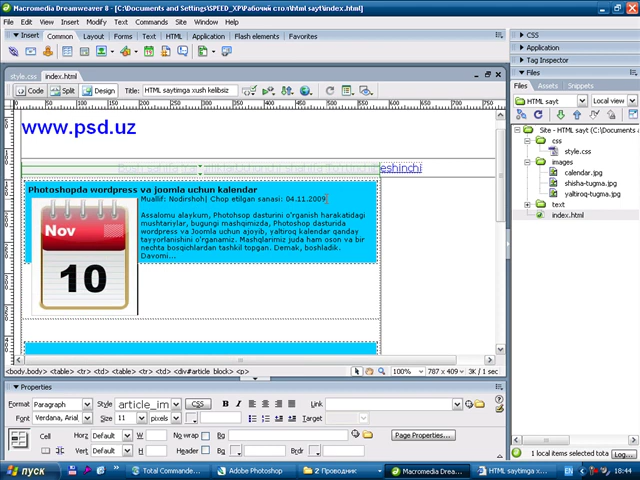 Macromedia Dreamweaver 8 - [C:\Documents and Settings\SPEED_XP\Рабочий стол\html sayt\index.html]
File Edit View Insert Modify Text Commands Site Window Help
Insert Common Layout Forms Text HTML Application Flash elements Favorites
style.css index.html
Code Split Design Title: HTML saytimga xush kelibsiz
www.psd.uz
Photoshopda wordpress va joomla uchun kalendar
Muallif: Nodirshoh| Chop etilgan sanasi: 04.11.2009
Nov
10
Assalomu alaykum, Photohsop dasturini o'rganish harakatidagi
mushtariylar, bugungi mashqimizda, Photoshop dasturida
wordpress va Joomla uchun ajoyib, yaltiroq kalendar qanday
tayyorlanishini o'rganamiz. Mashqlarimiz juda ham oson va bir
nechta bosqichlardan tashkil topgan. Demak, boshladik.
Davomi...
<body.body> <table> <tr> <td> <table> <tr> <td> <div#article_block> <p>
100% 787 x 409 3K / 1 sec
Properties
Format Paragraph Style article_im CSS B I Link
Font Verdana, Arial Size 11 pixels Target
Cell Horz Default W No wrap Bg Page Properties...
Vert Default H Header Bg Brdr
CSS
Application
Tag Inspector
Files
Files Assets Snippets
HTML sayt Local view
Local Files
Site - HTML sayt (C:\Documen
css
style.css
images
calendar.jpg
shisha-tugma.jpg
yaltiroq-tugma.jpg
text
index.html
1 local items selected tota Log...
пуск Total Commande... Adobe Photoshop 2 Проводник Macromedia Drea... HTML saytimga x... EN 18:44